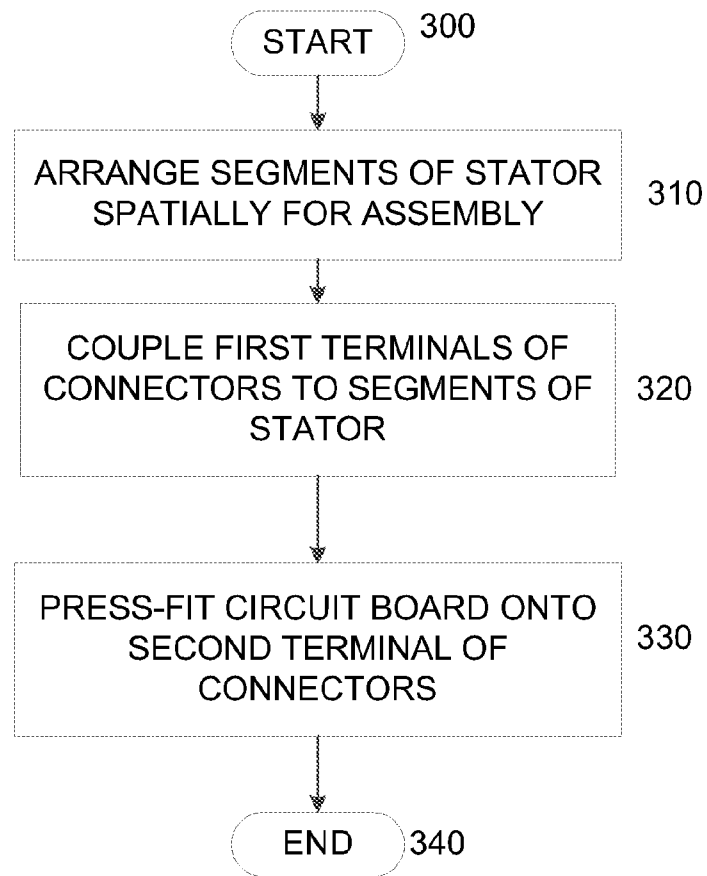 START
300
ARRANGE SEGMENTS OF STATOR
SPATIALLY FOR ASSEMBLY
310
COUPLE FIRST TERMINALS OF
CONNECTORS TO SEGMENTS OF
STATOR
320
PRESS-FIT CIRCUIT BOARD ONTO
SECOND TERMINAL OF
CONNECTORS
330
END
340